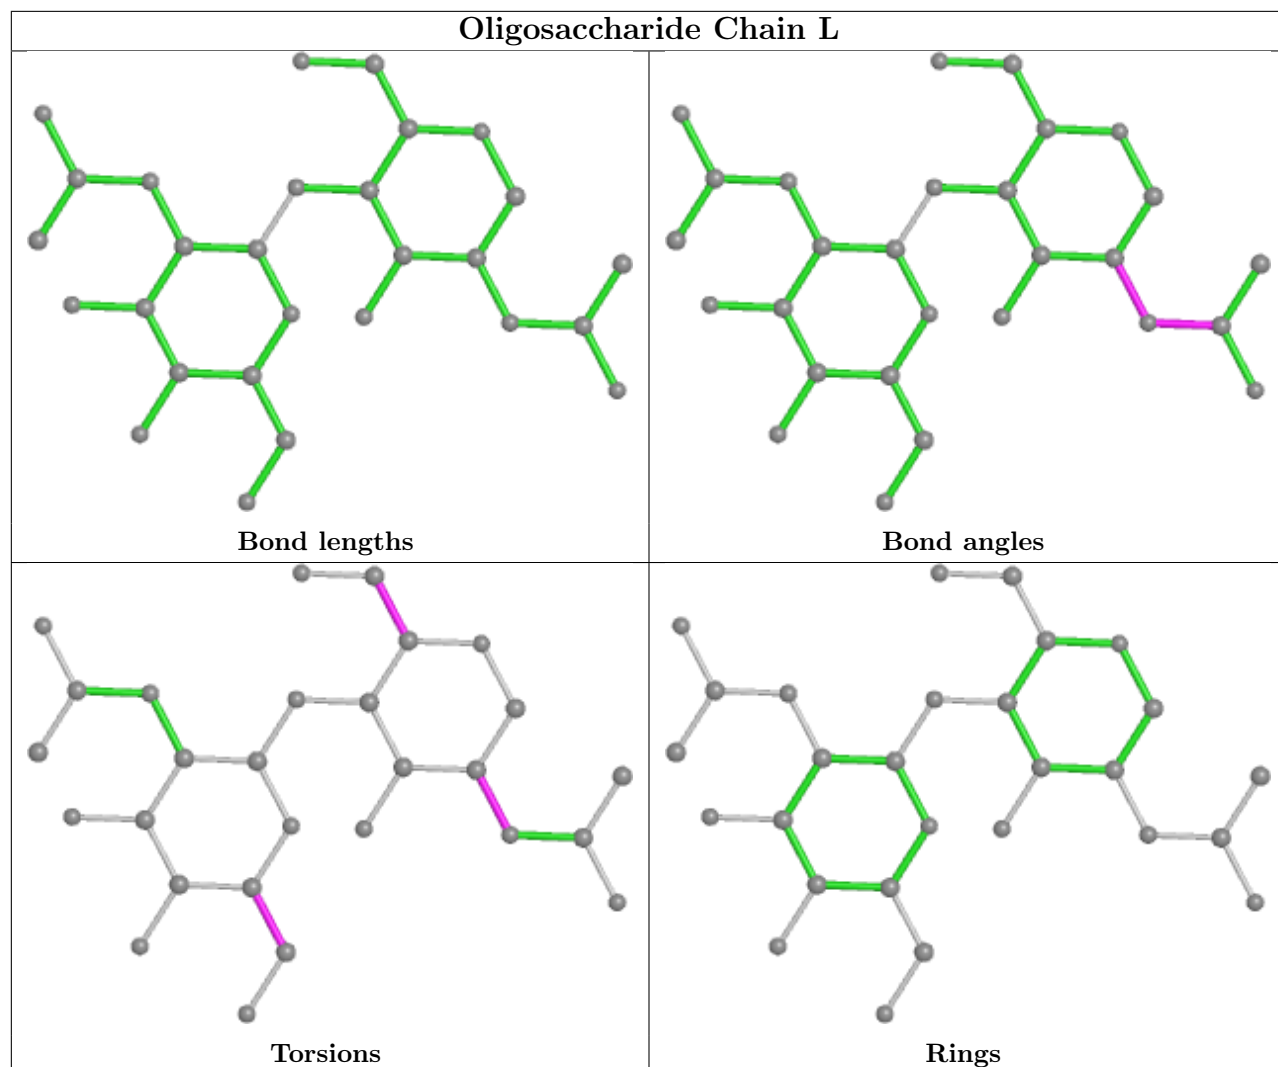 Oligosaccharide Chain L
Bond lengths
Bond angles
Torsions
Rings